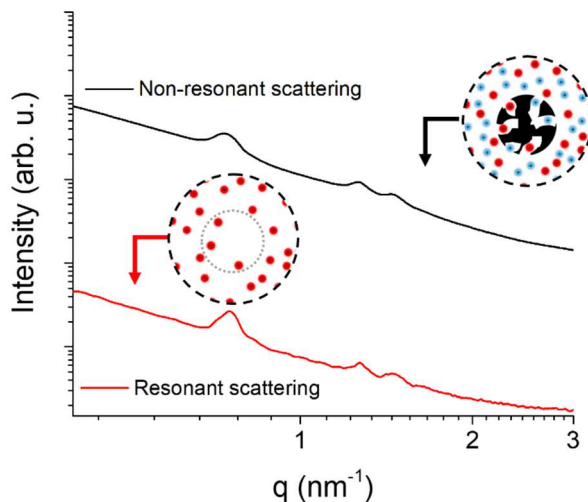 Intensity (arb. u.)
Non-resonant scattering
Resonant scattering
1
2
3
q (nm⁻¹)